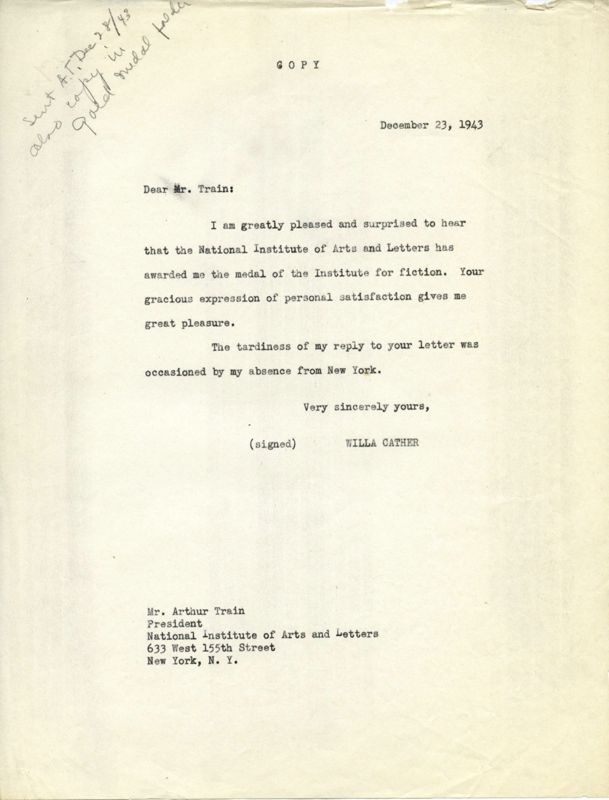 Sent A.T. Dec 28/43
also copy in
Gold medal folder
COPY
December 23, 1943
Dear Mr. Train:
I am greatly pleased and surprised to hear
that the National Institute of Arts and Letters has
awarded me the medal of the Institute for fiction. Your
gracious expression of personal satisfaction gives me
great pleasure.
The tardiness of my reply to your letter was
occasioned by my absence from New York.
Very sincerely yours,
(signed) WILLA CATHER
Mr. Arthur Train
President
National Institute of Arts and Letters
633 West 155th Street
New York, N. Y.